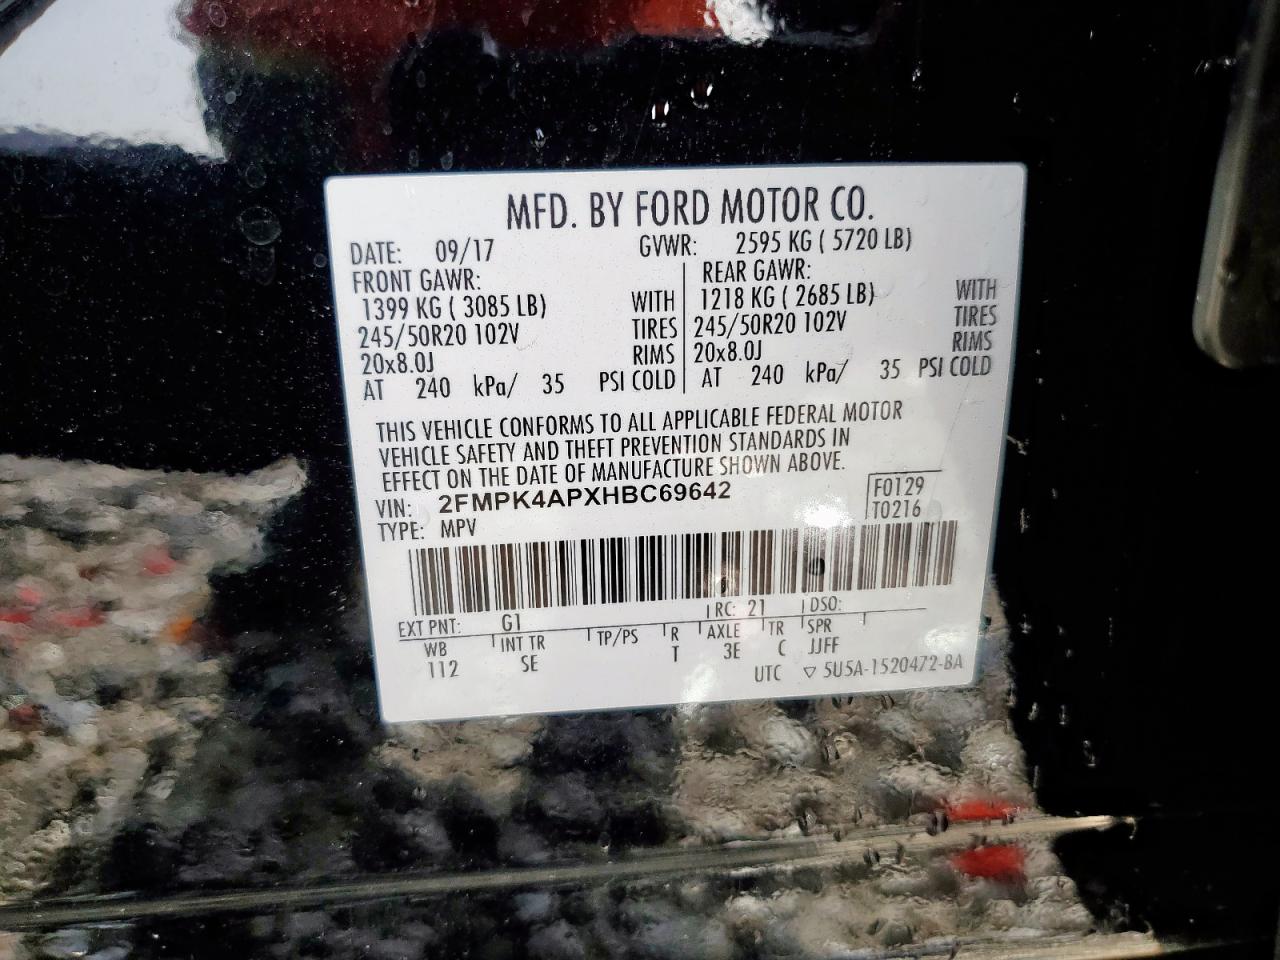 MFD. BY FORD MOTOR CO.
DATE: 09/17 GVWR: 2595 KG ( 5720 LB)
FRONT GAWR: REAR GAWR:
1399 KG ( 3085 LB) WITH 1218 KG ( 2685 LB) WITH
245/50R20 102V TIRES 245/50R20 102V TIRES
20x8.0J RIMS 20x8.0J RIMS
AT 240 kPa/ 35 PSI COLD AT 240 kPa/ 35 PSI COLD
THIS VEHICLE CONFORMS TO ALL APPLICABLE FEDERAL MOTOR
VEHICLE SAFETY AND THEFT PREVENTION STANDARDS IN
EFFECT ON THE DATE OF MANUFACTURE SHOWN ABOVE.
VIN: 2FMPK4APXHBC69642 F0129
TYPE: MPV T0216
EXT PNT: G1 RC: 21 DSO:
WB INT TR TP/PS R AXLE TR SPR
112 SE T 3E C JJFF
UTC ▽ 5U5A-1520472-BA